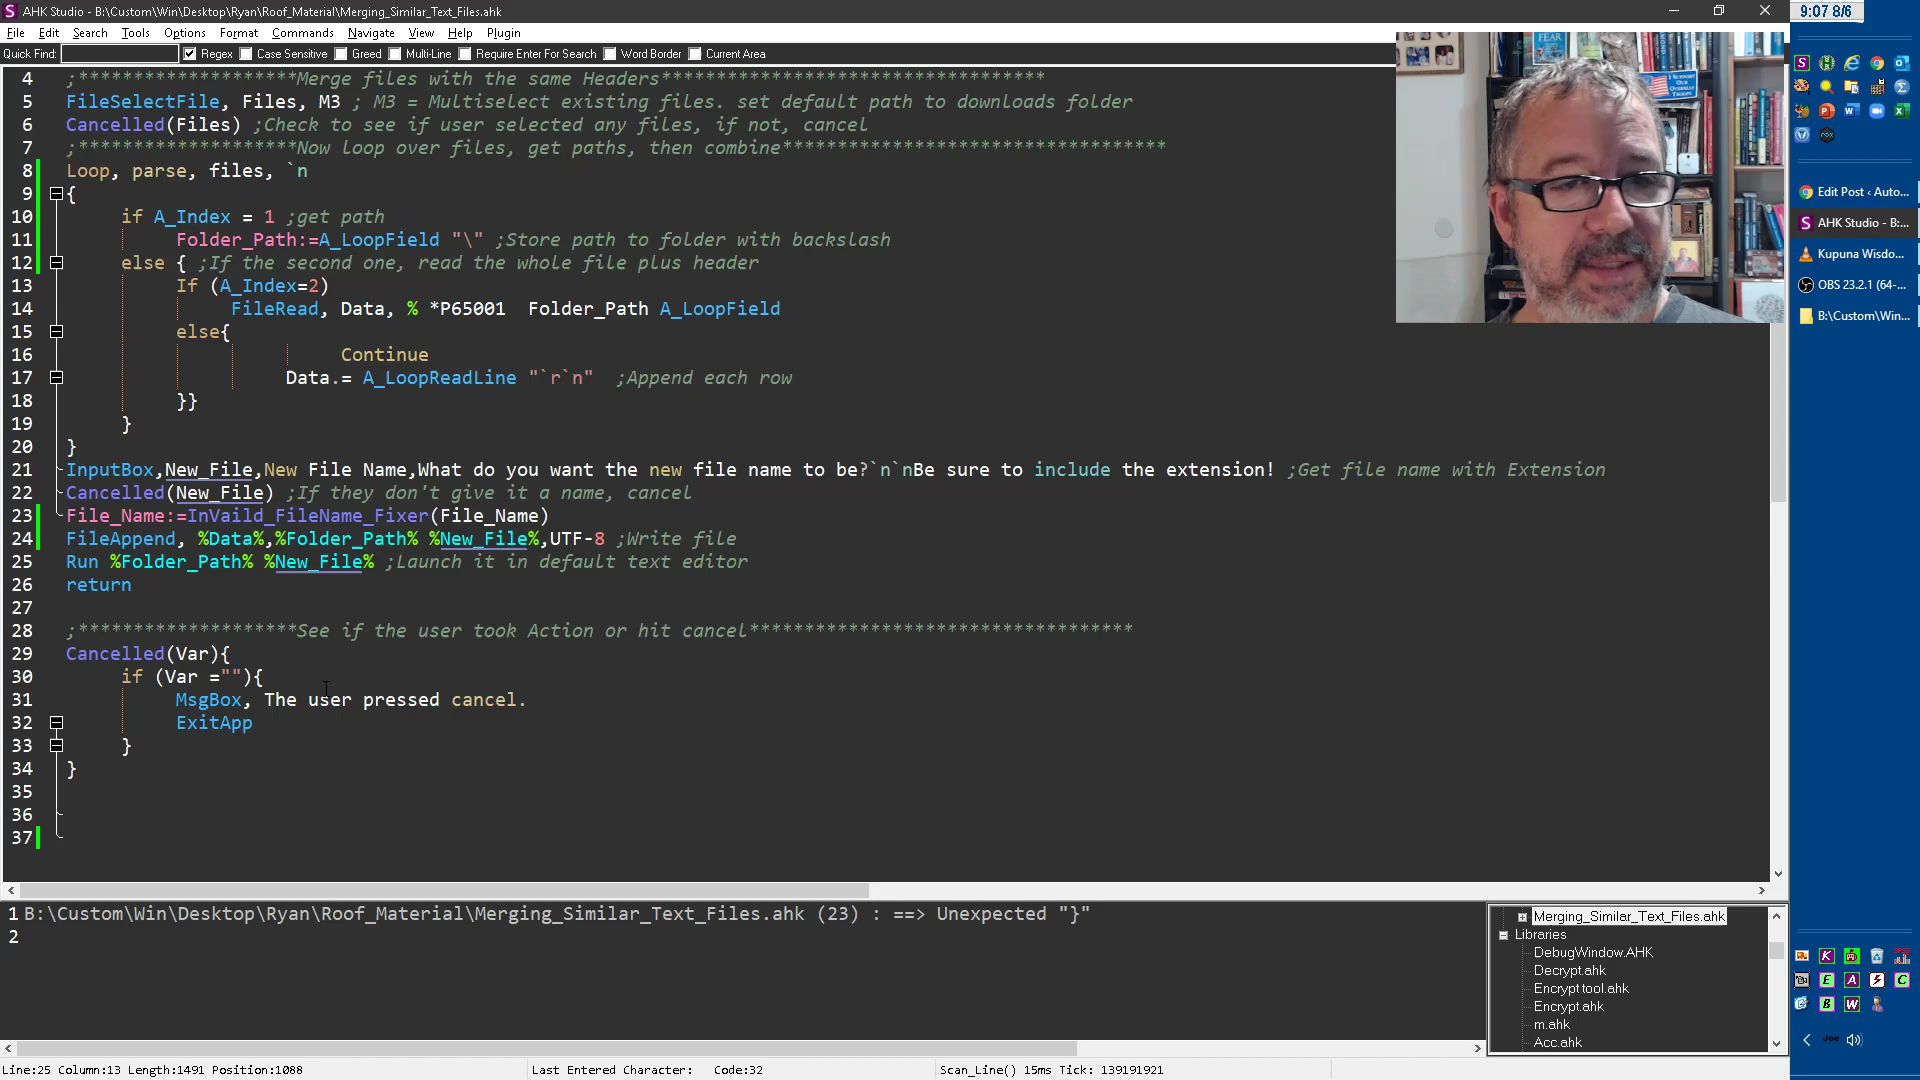 AHK Studio - B:\Custom\Win\Desktop\Ryan\Roof_Material\Merging_Similar_Text_Files.ahk
9:07 8/6
File Edit Search Tools Options Format Commands Navigate View Help Plugin
Quick Find: Regex Case Sensitive Greed Multi-Line Require Enter For Search Word Border Current Area
4 ;********************Merge files with the same Headers***********************************
5 FileSelectFile, Files, M3 ; M3 = Multiselect existing files. set default path to downloads folder
6 Cancelled(Files) ;Check to see if user selected any files, if not, cancel
7 ;********************Now loop over files, get paths, then combine***********************************
8 Loop, parse, files, `n
9 {
10 if A_Index = 1 ;get path
11 Folder_Path:=A_LoopField "\" ;Store path to folder with backslash
12 else { ;If the second one, read the whole file plus header
13 If (A_Index=2)
14 FileRead, Data, % *P65001  Folder_Path A_LoopField
15 else{
16 Continue
17 Data.= A_LoopReadLine "`r`n"  ;Append each row
18 }}
19 }
20 }
21 InputBox,New_File,New File Name,What do you want the new file name to be?`n`nBe sure to include the extension! ;Get file name with Extension
22 Cancelled(New_File) ;If they don't give it a name, cancel
23 File_Name:=InVaild_FileName_Fixer(File_Name)
24 FileAppend, %Data%,%Folder_Path% %New_File%,UTF-8 ;Write file
25 Run %Folder_Path% %New_File% ;Launch it in default text editor
26 return
27
28 ;********************See if the user took Action or hit cancel***********************************
29 Cancelled(Var){
30 if (Var =""){
31 MsgBox, The user pressed cancel.
32 ExitApp
33 }
34 }
35
36
37
FEAR
I SUPPORT OUR OVERSEAS TROOPS
Edit Post ‹ Auto...
AHK Studio - B:...
Kupuna Wisdo...
OBS 23.2.1 (64-...
B:\Custom\Win...
1 B:\Custom\Win\Desktop\Ryan\Roof_Material\Merging_Similar_Text_Files.ahk (23) : ==> Unexpected "}"
2
Merging_Similar_Text_Files.ahk
Libraries
DebugWindow.AHK
Decrypt.ahk
Encrypt tool.ahk
Encrypt.ahk
m.ahk
Acc.ahk
Joe
Line:25 Column:13 Length:1491 Position:1088
Last Entered Character:   Code:32
Scan_Line() 15ms Tick: 139191921